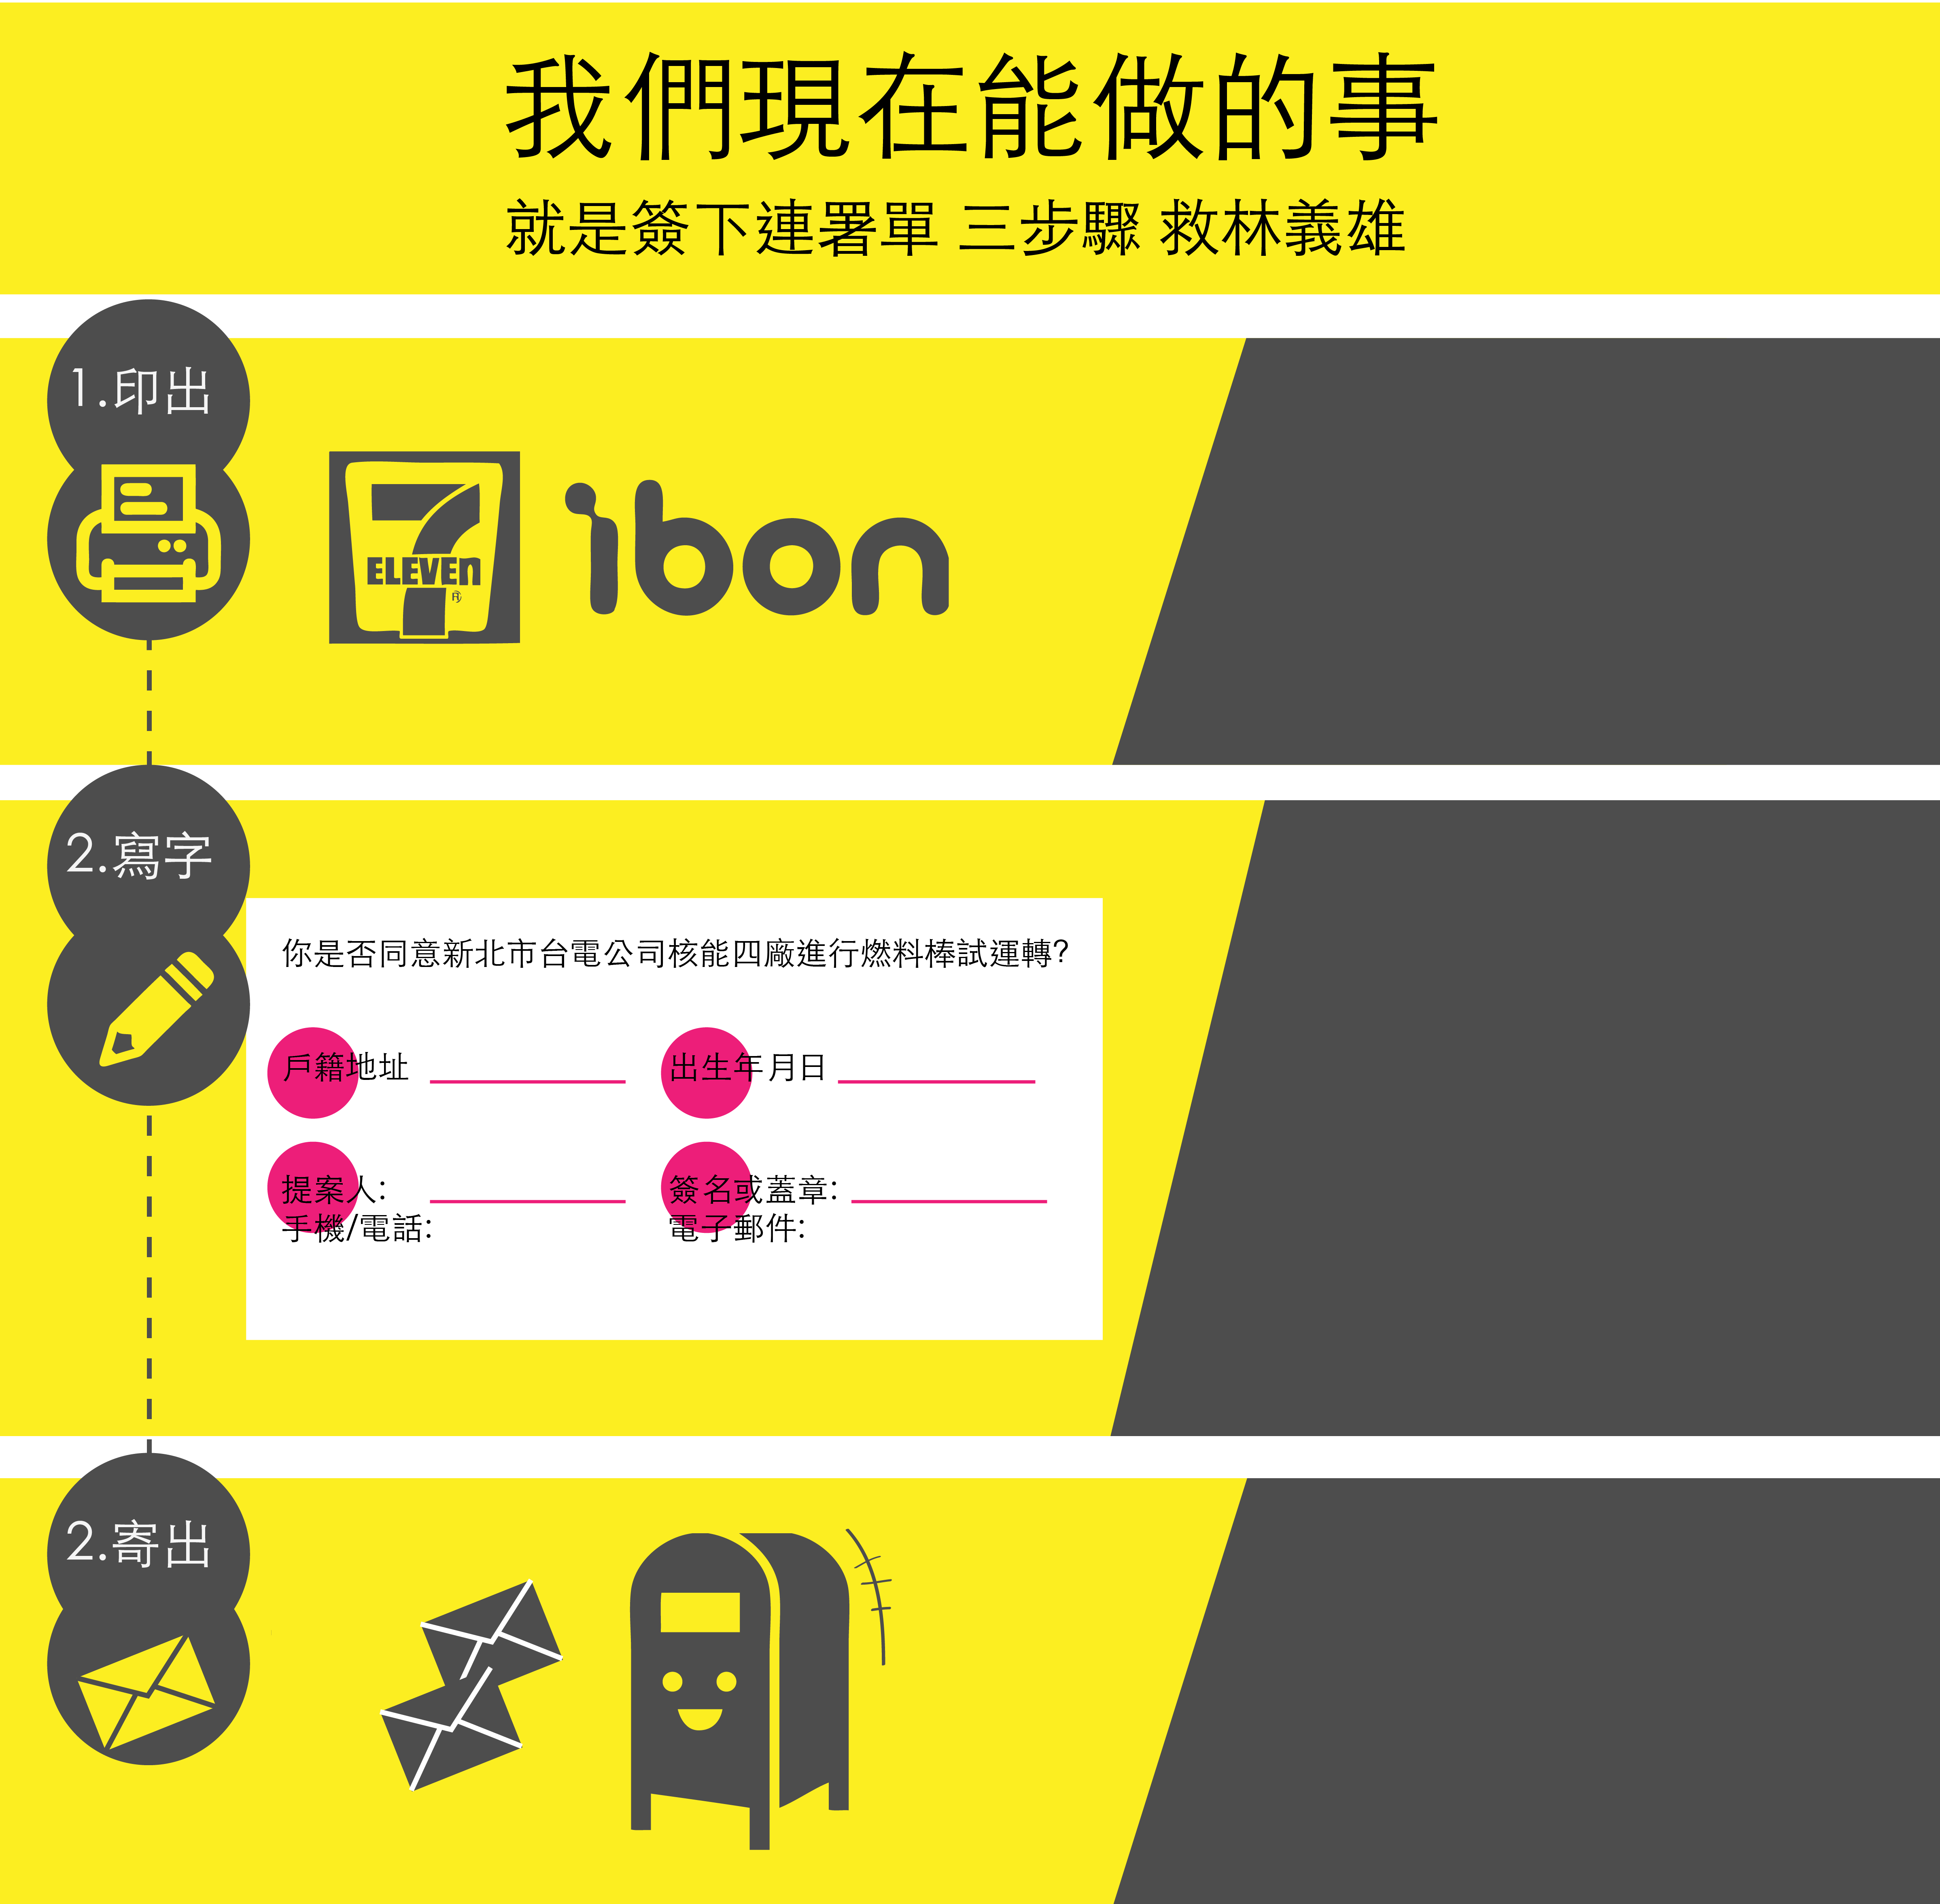 我們現在能做的事
就是簽下連署單 三步驟 救林義雄
1.印出
ELEVEn
®
ibon
2.寫字
你是否同意新北市台電公司核能四廠進行燃料棒試運轉?
戶籍地址 出生年月日
提案人: 簽名或蓋章:
手機/電話: 電子郵件:
2.寄出